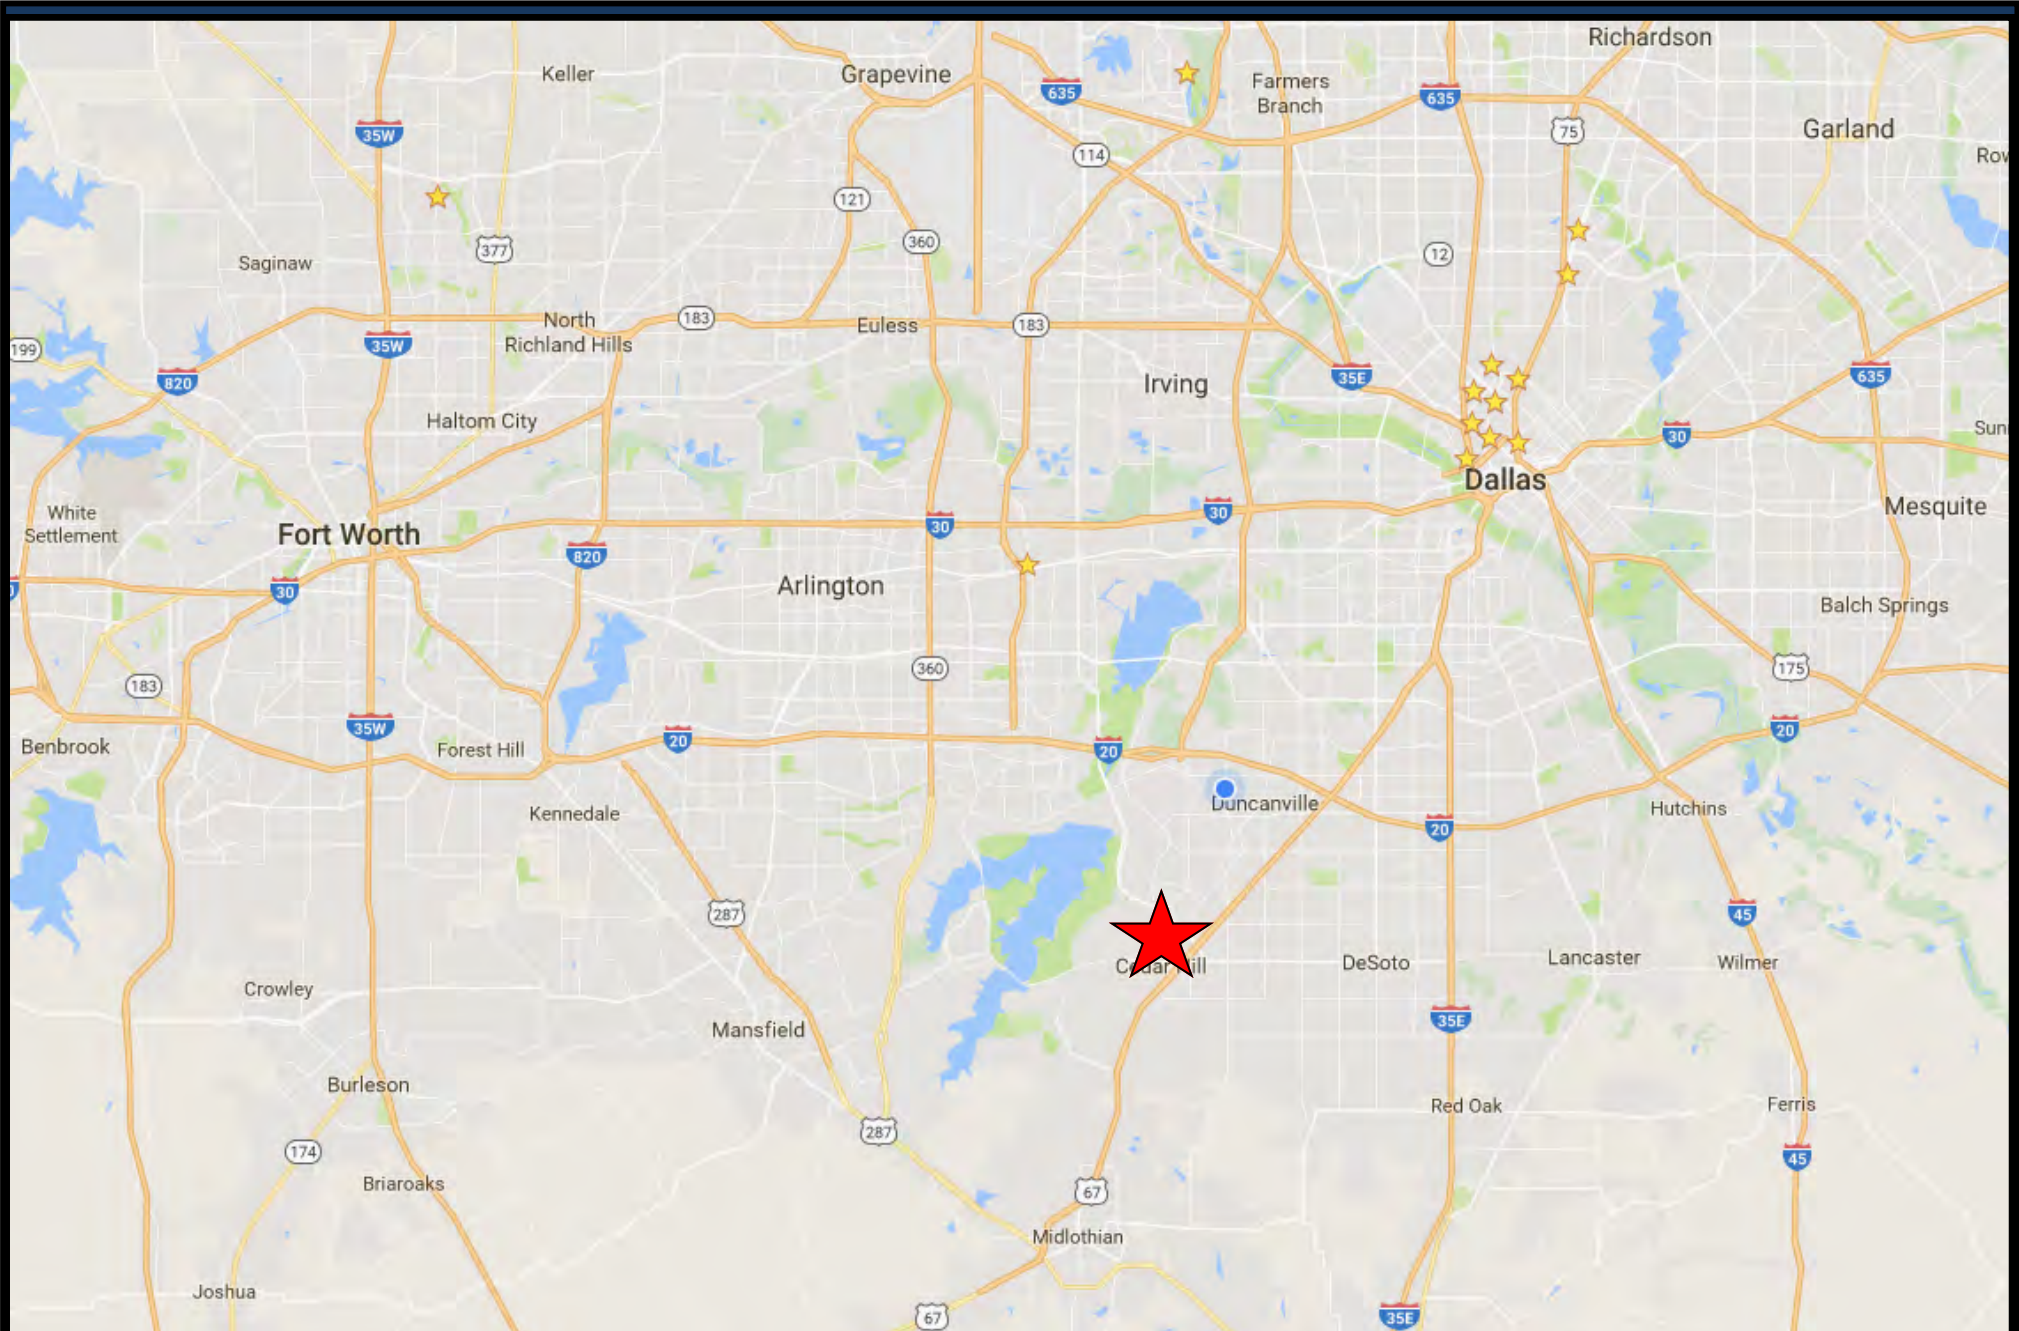 Richardson
Keller
Grapevine
Farmers
Branch
635
635
35W
75
Garland
114
Rov
121
377
360
12
Saginaw
183
North
Richland Hills
Euless
183
199
35W
820
35E
Irving
635
Haltom City
30
Sun
Dallas
White
Settlement
Fort Worth
30
30
Mesquite
820
30
Arlington
Balch Springs
360
175
183
35W
20
20
20
Benbrook
Forest Hill
Kennedale
Duncanville
Hutchins
20
287
45
Cedar Hill
DeSoto
Lancaster
Wilmer
Crowley
Mansfield
35E
Burleson
Red Oak
Ferris
287
174
45
Briaroaks
67
Midlothian
Joshua
67
35E